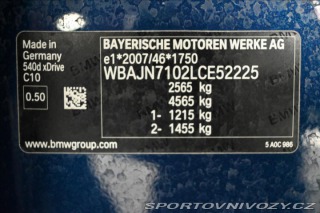 Made in
Germany
540d xDrive
C10
0.50
BAYERISCHE MOTOREN WERKE AG
e1*2007/46*1750
WBAJN7102LCE52225
2565 kg
4565 kg
1- 1215 kg
2- 1455 kg
www.bmwgroup.com
5 A0C 986
© SPORTOVNIVOZY.CZ